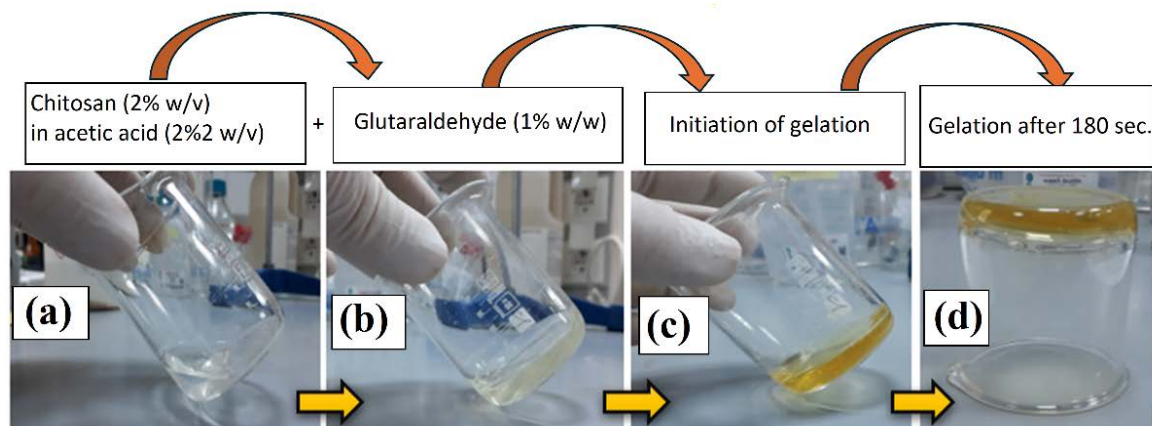 Chitosan (2% w/v)
in acetic acid (2%2 w/v)
+
Glutaraldehyde (1% w/w)
Initiation of gelation
Gelation after 180 sec.
(a)
(b)
(c)
(d)